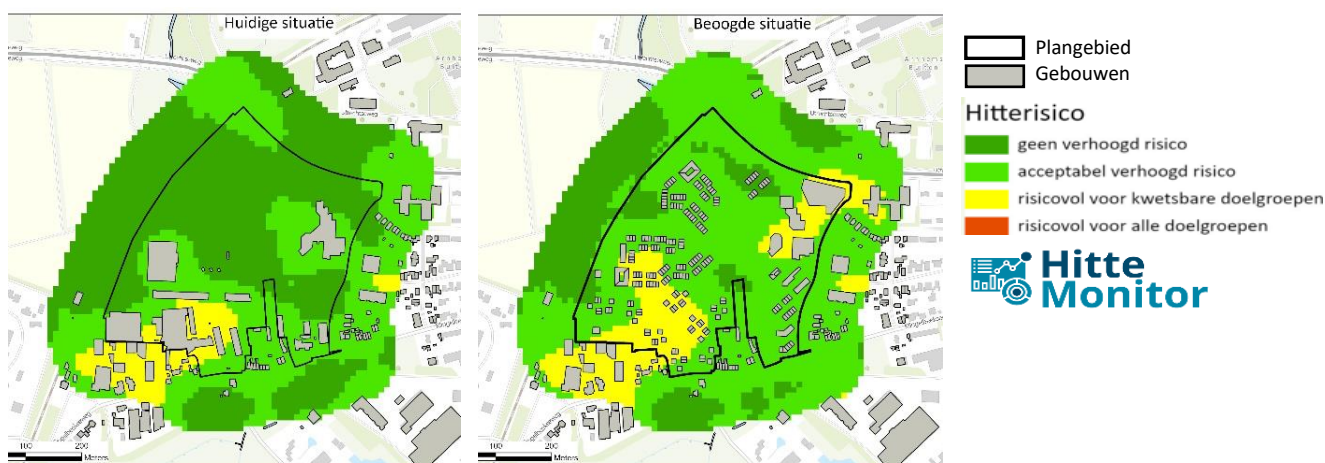 Huidige situatie
100 200
Meters
Beoogde situatie
100 200
Meters
Plangebied
Gebouwen
Hitterisico
geen verhoogd risico
acceptabel verhoogd risico
risicovol voor kwetsbare doelgroepen
risicovol voor alle doelgroepen
Hitte
Monitor